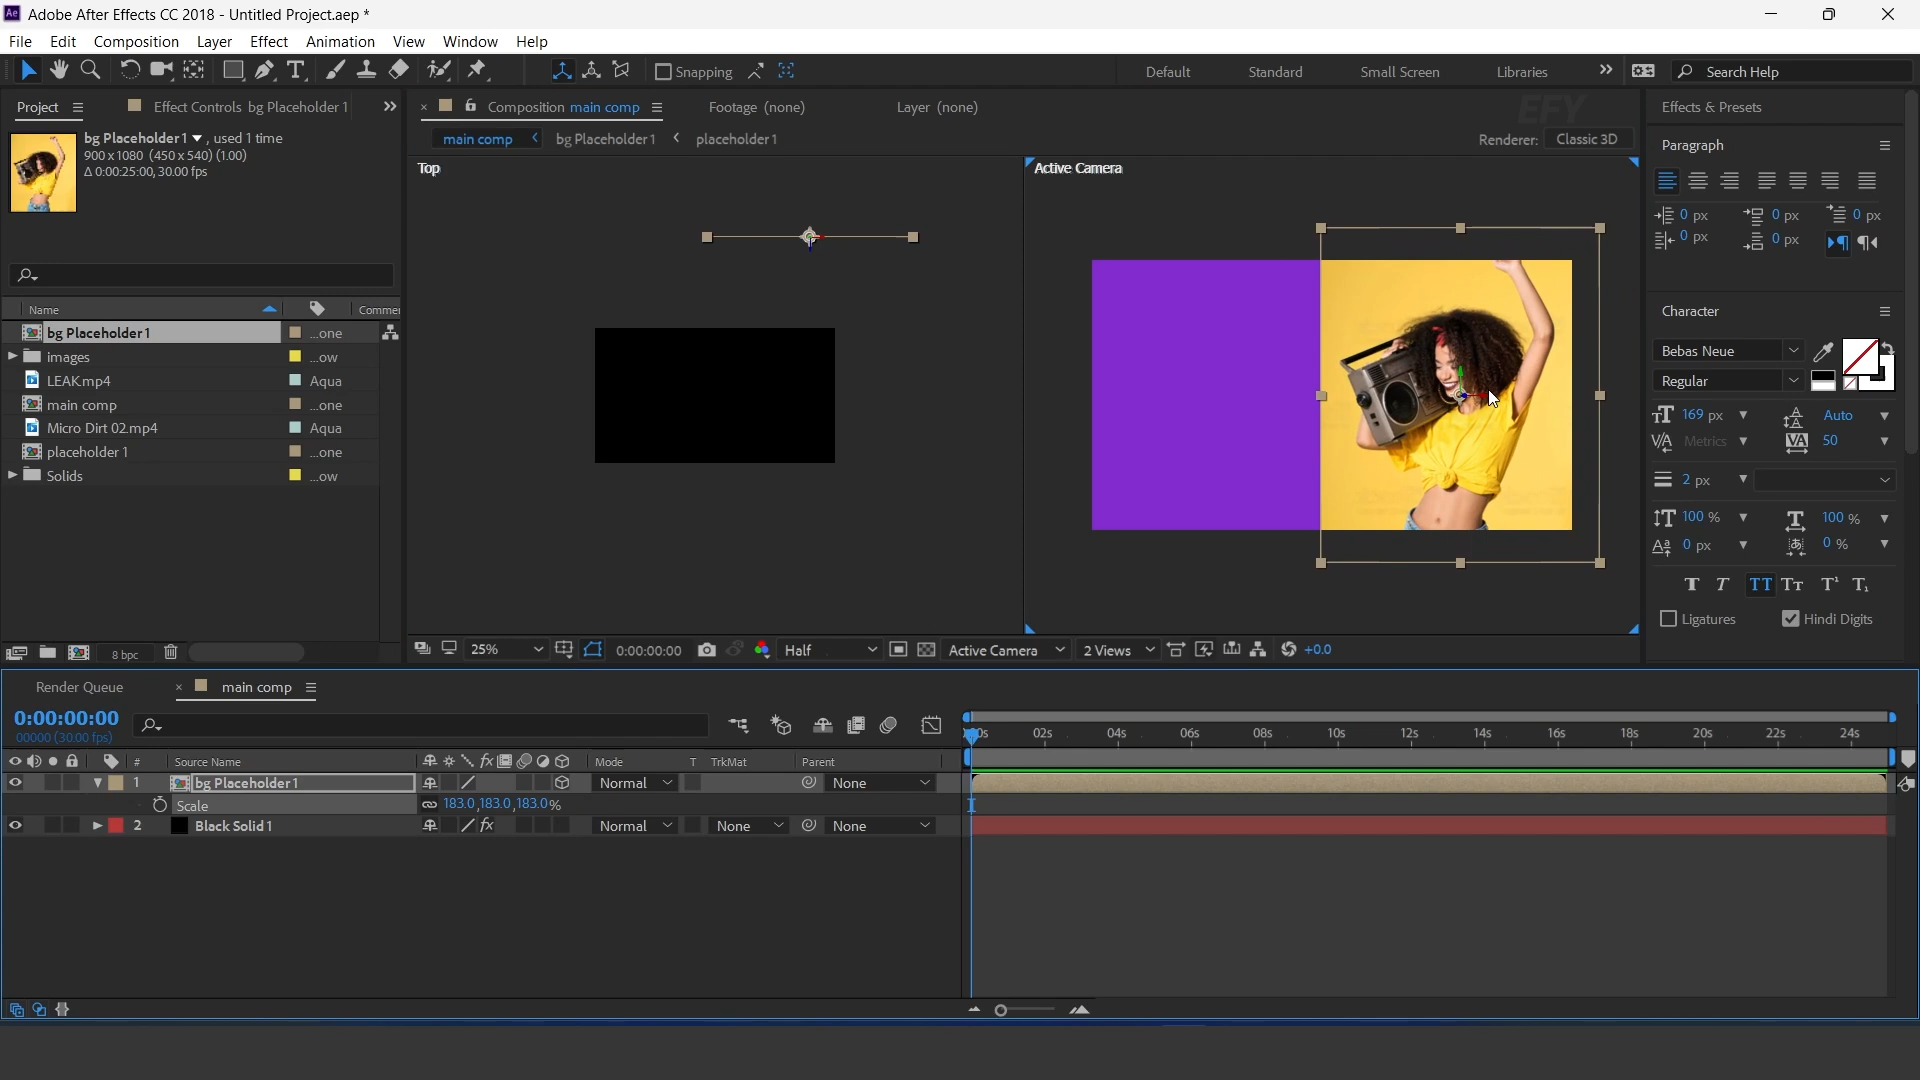 Ae Adobe After Effects CC 2018 - Untitled Project.aep *
File Edit Composition Layer Effect Animation View Window Help
Snapping Default Standard Small Screen Libraries Search Help
Project Effect Controls bg Placeholder 1
Composition main comp Footage (none) Layer (none)
EFY
Effects & Presets
bg Placeholder 1 , used 1 time
900 x 1080 (450 x 540) (1.00)
Δ 0:00:25:00, 30.00 fps
main comp bg Placeholder 1 placeholder 1 Renderer: Classic 3D
Top
Active Camera
Paragraph
0 px 0 px 0 px
0 px 0 px
Name Commer
bg Placeholder 1 ...one
images ...ow
LEAK.mp4 Aqua
main comp ...one
Micro Dirt 02.mp4 Aqua
placeholder 1 ...one
Solids ...ow
Character
Bebas Neue
Regular
169 px Auto
Metrics 50
2 px
100 % 100 %
0 px 0 %
T T TT Tt T¹ T₁
Ligatures Hindi Digits
8 bpc
25% 0:00:00:00 Half Active Camera 2 Views +0.0
Render Queue main comp
0:00:00:00
00000 (30.00 fps)
0s 02s 04s 06s 08s 10s 12s 14s 16s 18s 20s 22s 24s
# Source Name Mode T TrkMat Parent
1 bg Placeholder 1 Normal None
Scale 183.0,183.0,183.0%
2 Black Solid 1 fx Normal None None